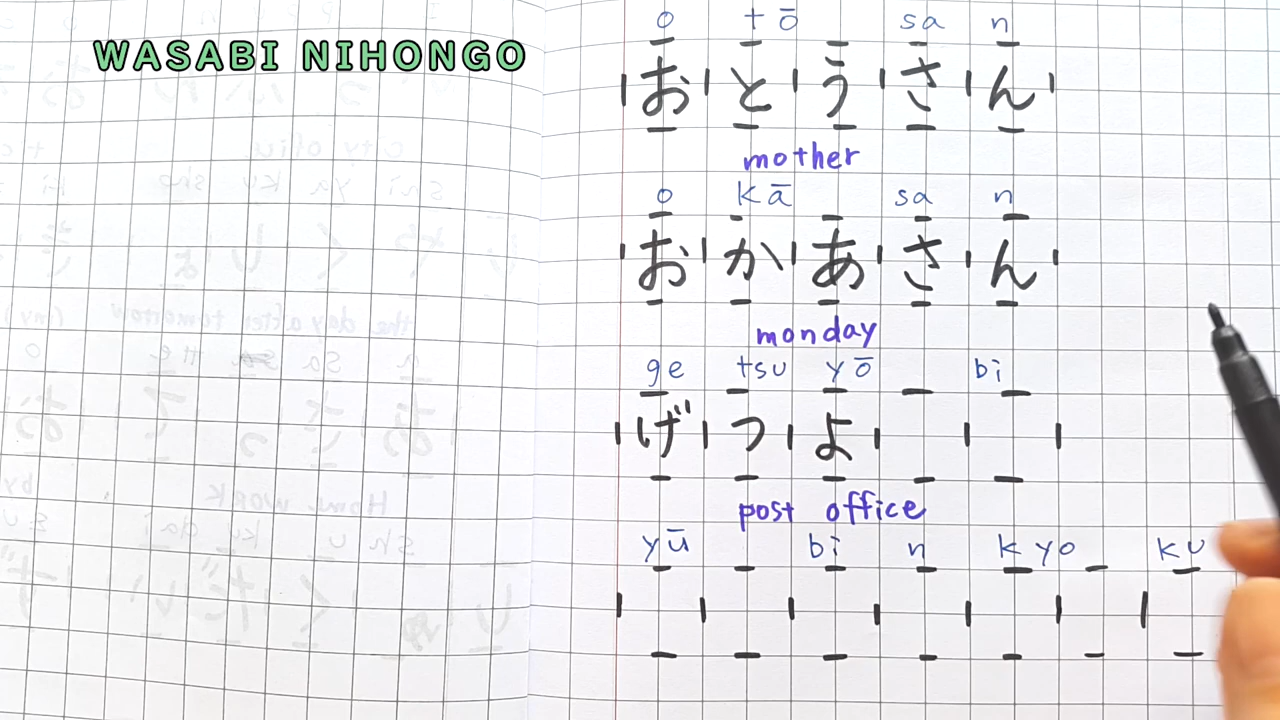 WASABI NIHONGO
o tō sa n
おとうさん
mother
o kā sa n
おかあさん
monday
ge tsu yō bi
げつよ
post office
yū bi n kyo ku